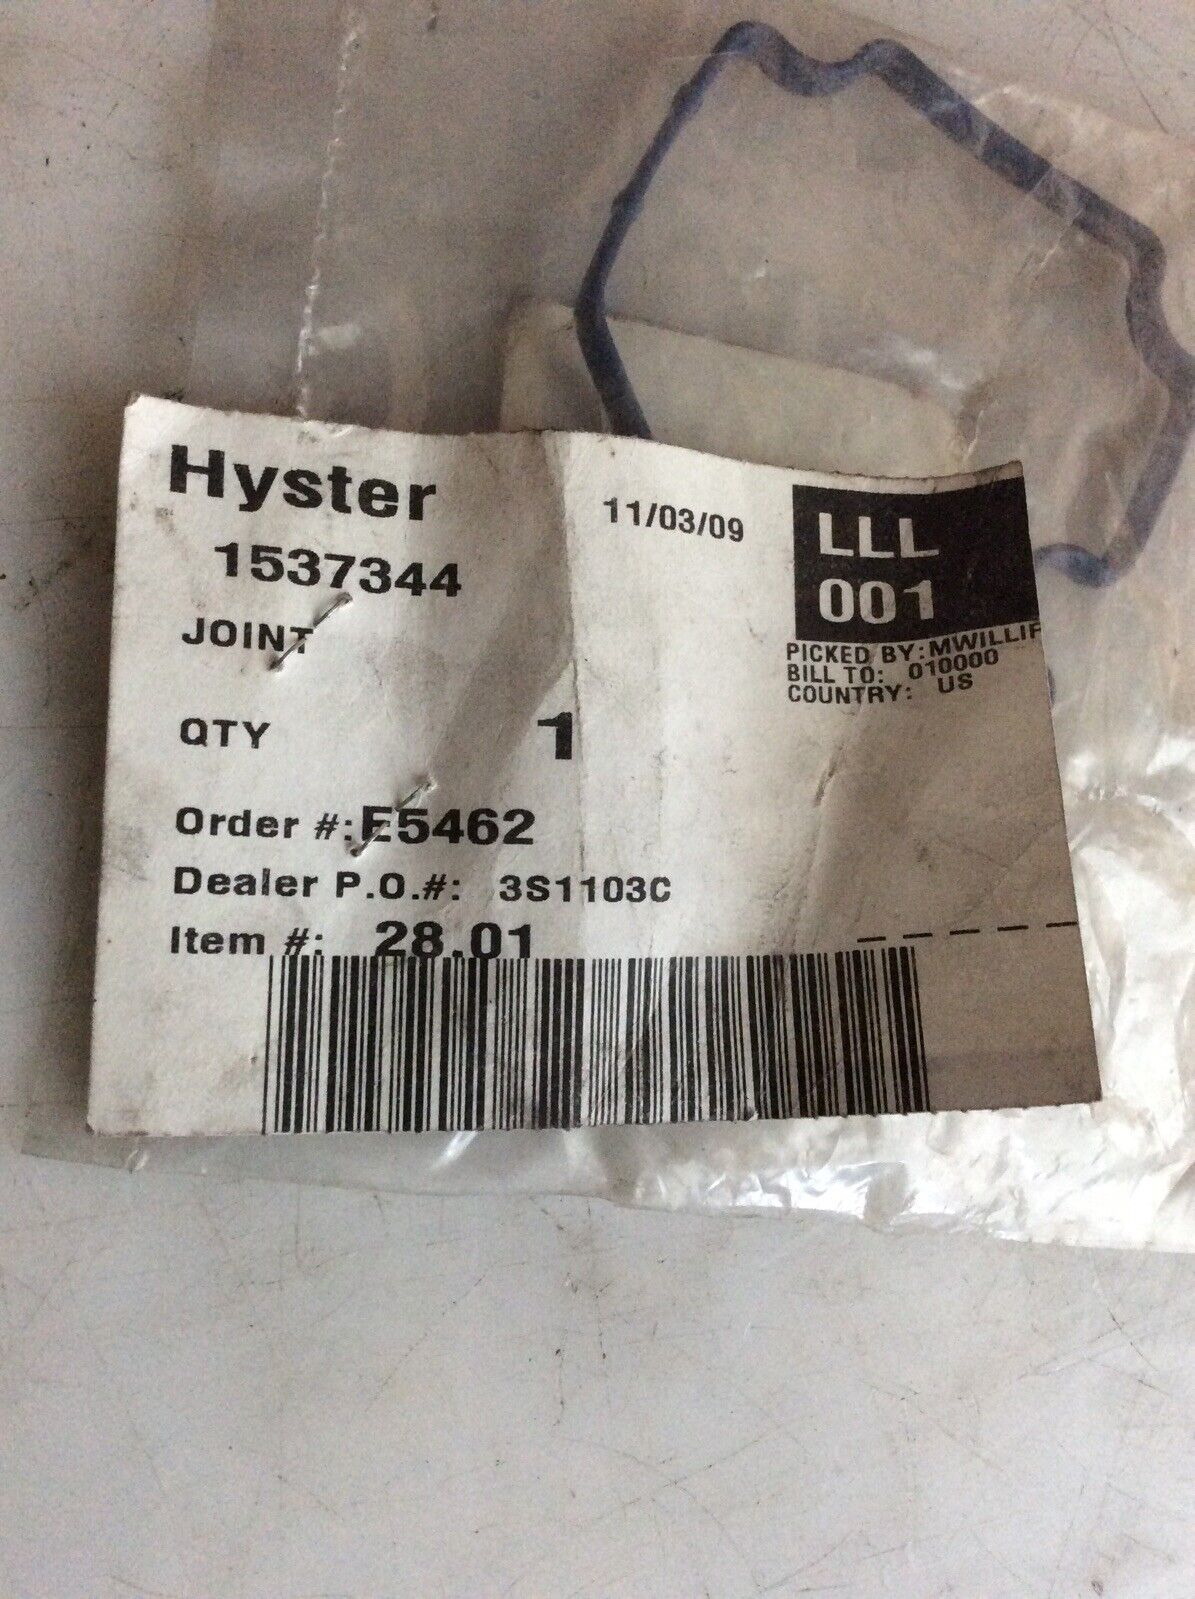 Hyster
11/03/09
LLL
001
1537344
JOINT
PICKED BY: MWILLIF
BILL TO: 010000
COUNTRY: US
QTY 1
Order #: E5462
Dealer P.O.#: 3S1103C
Item #: 28.01